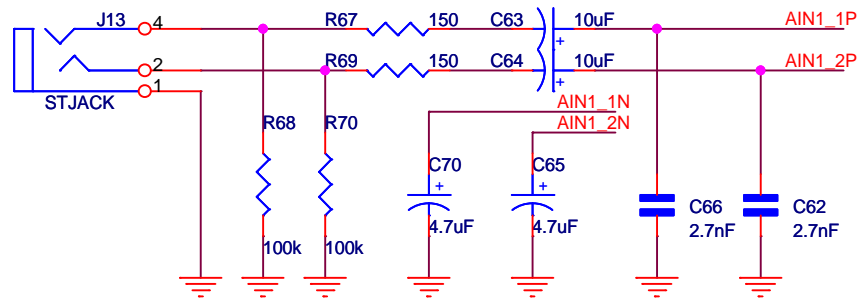 J13 4 R67 150 C63 10uF AIN1_1P
2 R69 150 C64 10uF AIN1_2P
1
STJACK
AIN1_1N
AIN1_2N
R68 R70
C70 C65
+ + + +
C66 C62
4.7uF 4.7uF 2.7nF 2.7nF
100k 100k